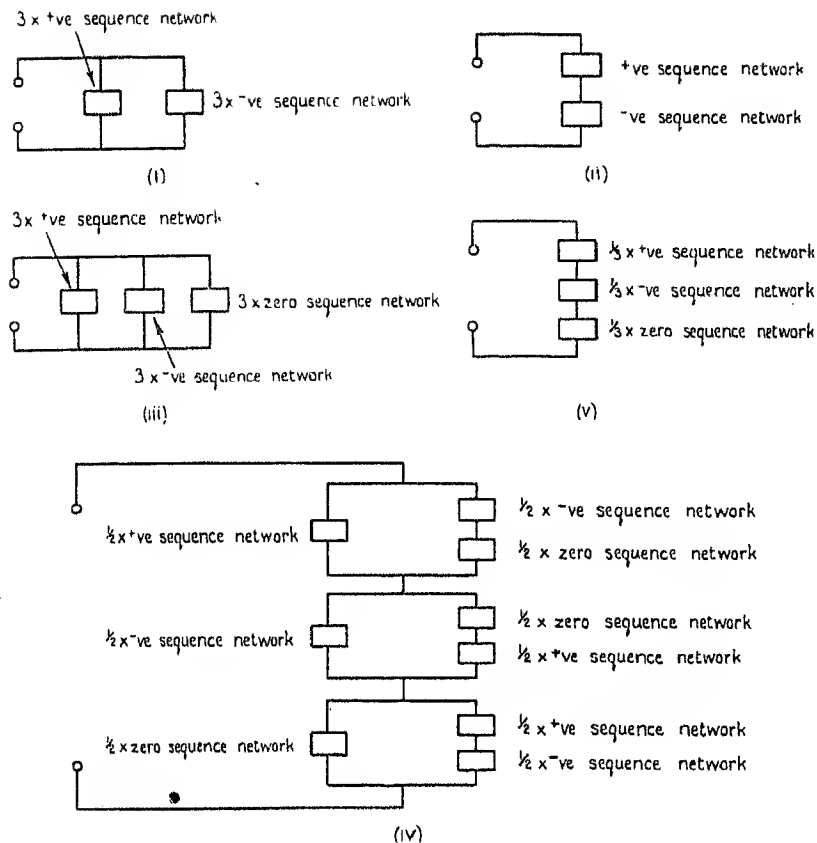 3 x +ve sequence network
3 x -ve sequence network
(i)
+ve sequence network
-ve sequence network
(ii)
3 x +ve sequence network
3 x zero sequence network
3 x -ve sequence network
(iii)
⅓ x +ve sequence network
⅓ x -ve sequence network
⅓ x zero sequence network
(v)
½ x +ve sequence network
½ x -ve sequence network
½ x zero sequence network
½ x -ve sequence network
½ x zero sequence network
½ x zero sequence network
½ x +ve sequence network
½ x +ve sequence network
½ x -ve sequence network
(iv)